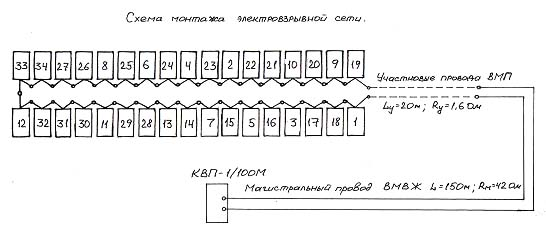 Схема монтажа электровзрывной сети.
33 34 27 26 8 25 6 24 4 23 2 22 21 10 20 9 19
Участковые провода ВМП
Lу=20м; Rу=1,6 Ом
12 32 31 30 11 29 28 13 14 7 15 5 16 3 17 18 1
КВП-1/100М
Магистральный провод ВМВЖ L=150м; Rм=42 Ом